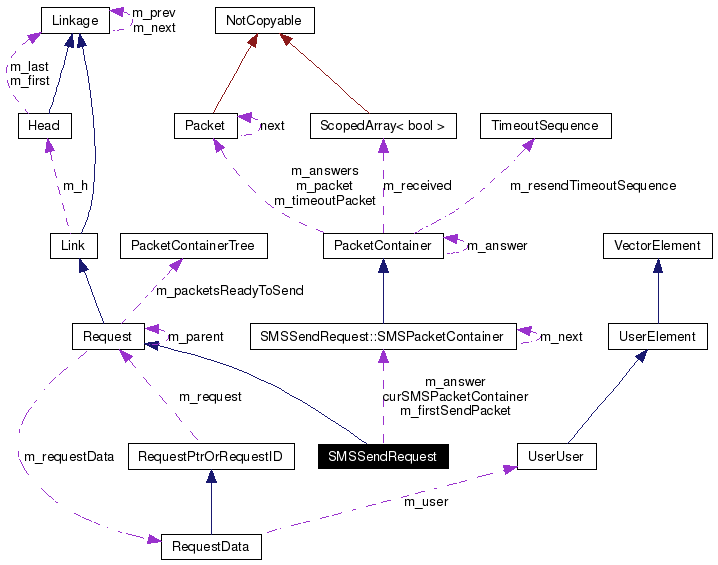 Linkage
m_prev
m_next
NotCopyable
m_last
m_first
Head
Packet
next
ScopedArray< bool >
TimeoutSequence
m_h
m_answers
m_packet
m_timeoutPacket
m_received
m_resendTimeoutSequence
Link
PacketContainerTree
PacketContainer
m_answer
VectorElement
m_packetsReadyToSend
Request
m_parent
SMSSendRequest::SMSPacketContainer
m_next
UserElement
m_request
m_answer
curSMSPacketContainer
m_firstSendPacket
m_requestData
RequestPtrOrRequestID
SMSSendRequest
UserUser
m_user
RequestData